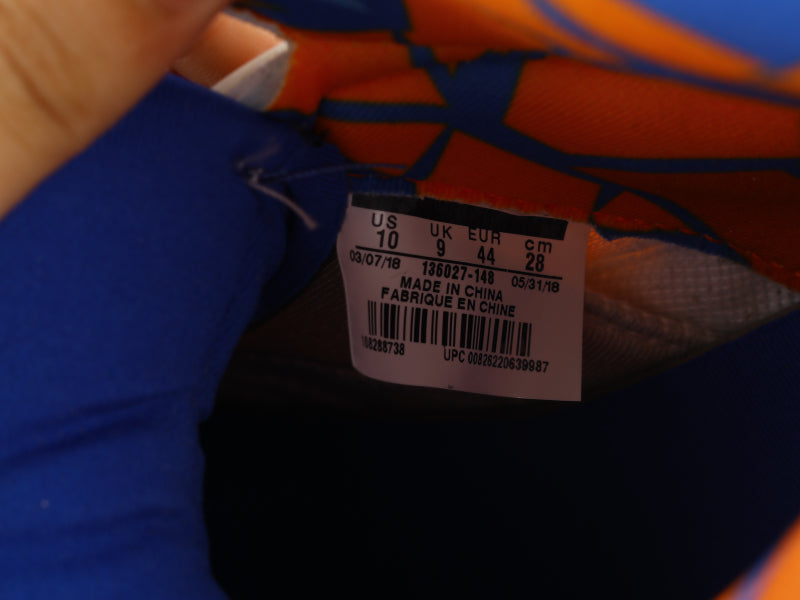 US UK EUR cm
10 9 44 28
03/07/18 136027-148 05/31/18
MADE IN CHINA
FABRIQUE EN CHINE
108288738 UPC 00826220639987